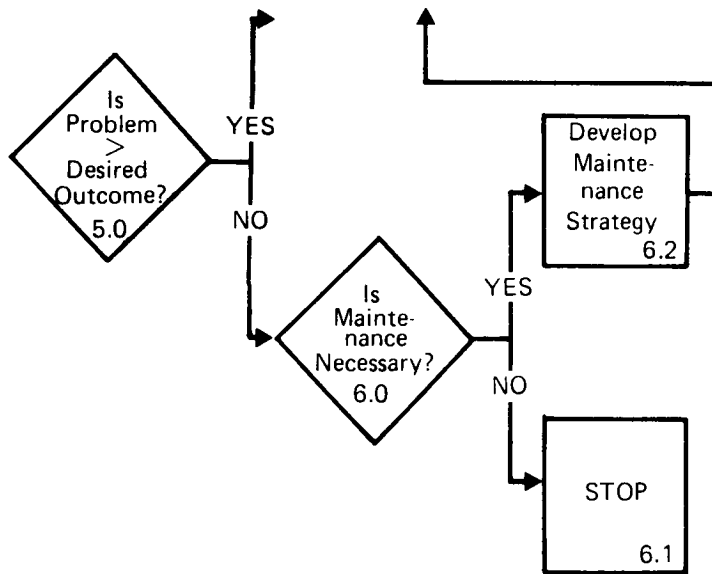 Is
Problem
>
Desired
Outcome?
5.0
YES
NO
Is
Mainte-
nance
Necessary?
6.0
YES
NO
Develop
Mainte-
nance
Strategy
6.2
STOP
6.1